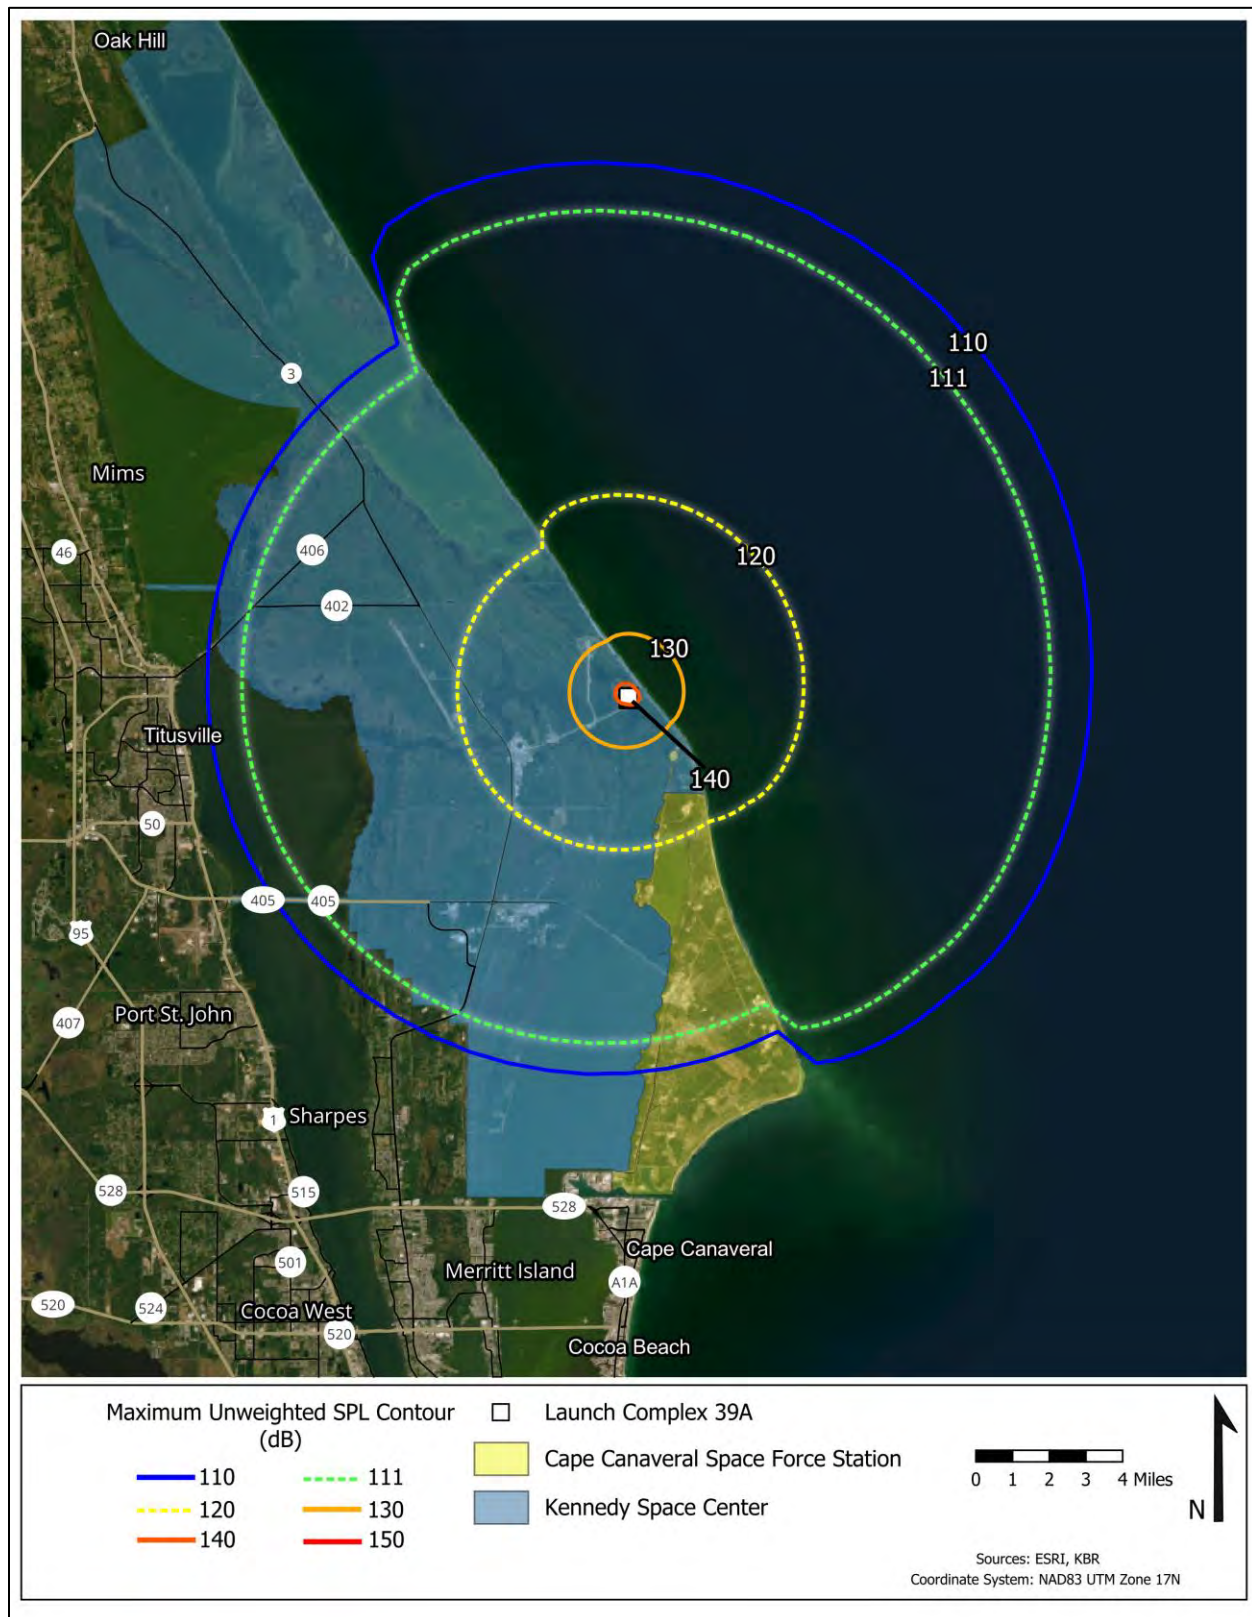 Oak Hill
110
111
3
Mims
46
406
120
402
130
Titusville
140
50
405
405
95
Port St. John
407
1
Sharpes
528
515
528
Cape Canaveral
501
Merritt Island
A1A
520
524
Cocoa West
520
Cocoa Beach
Maximum Unweighted SPL Contour
(dB)
110
111
120
130
140
150
Launch Complex 39A
Cape Canaveral Space Force Station
Kennedy Space Center
0 1 2 3 4 Miles
N
Sources: ESRI, KBR
Coordinate System: NAD83 UTM Zone 17N